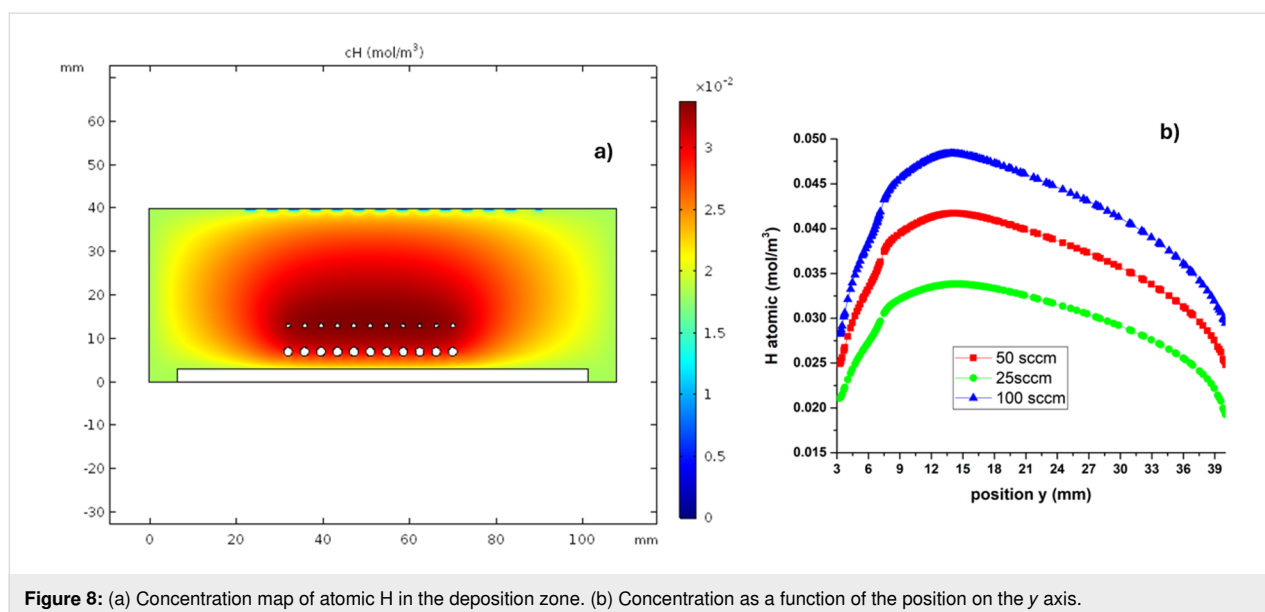 cH (mol/m³)
mm
×10⁻²
a)
60
50
40
30
20
10
0
-10
-20
-30
0
20
40
60
80
100
mm
3
2.5
2
1.5
1
0.5
0
b)
0.050
0.045
0.040
0.035
0.030
0.025
0.020
0.015
H atomic (mol/m³)
50 sccm
25sccm
100 sccm
3 6 9 12 15 18 21 24 27 30 33 36 39
position y (mm)
Figure 8: (a) Concentration map of atomic H in the deposition zone. (b) Concentration as a function of the position on the y axis.